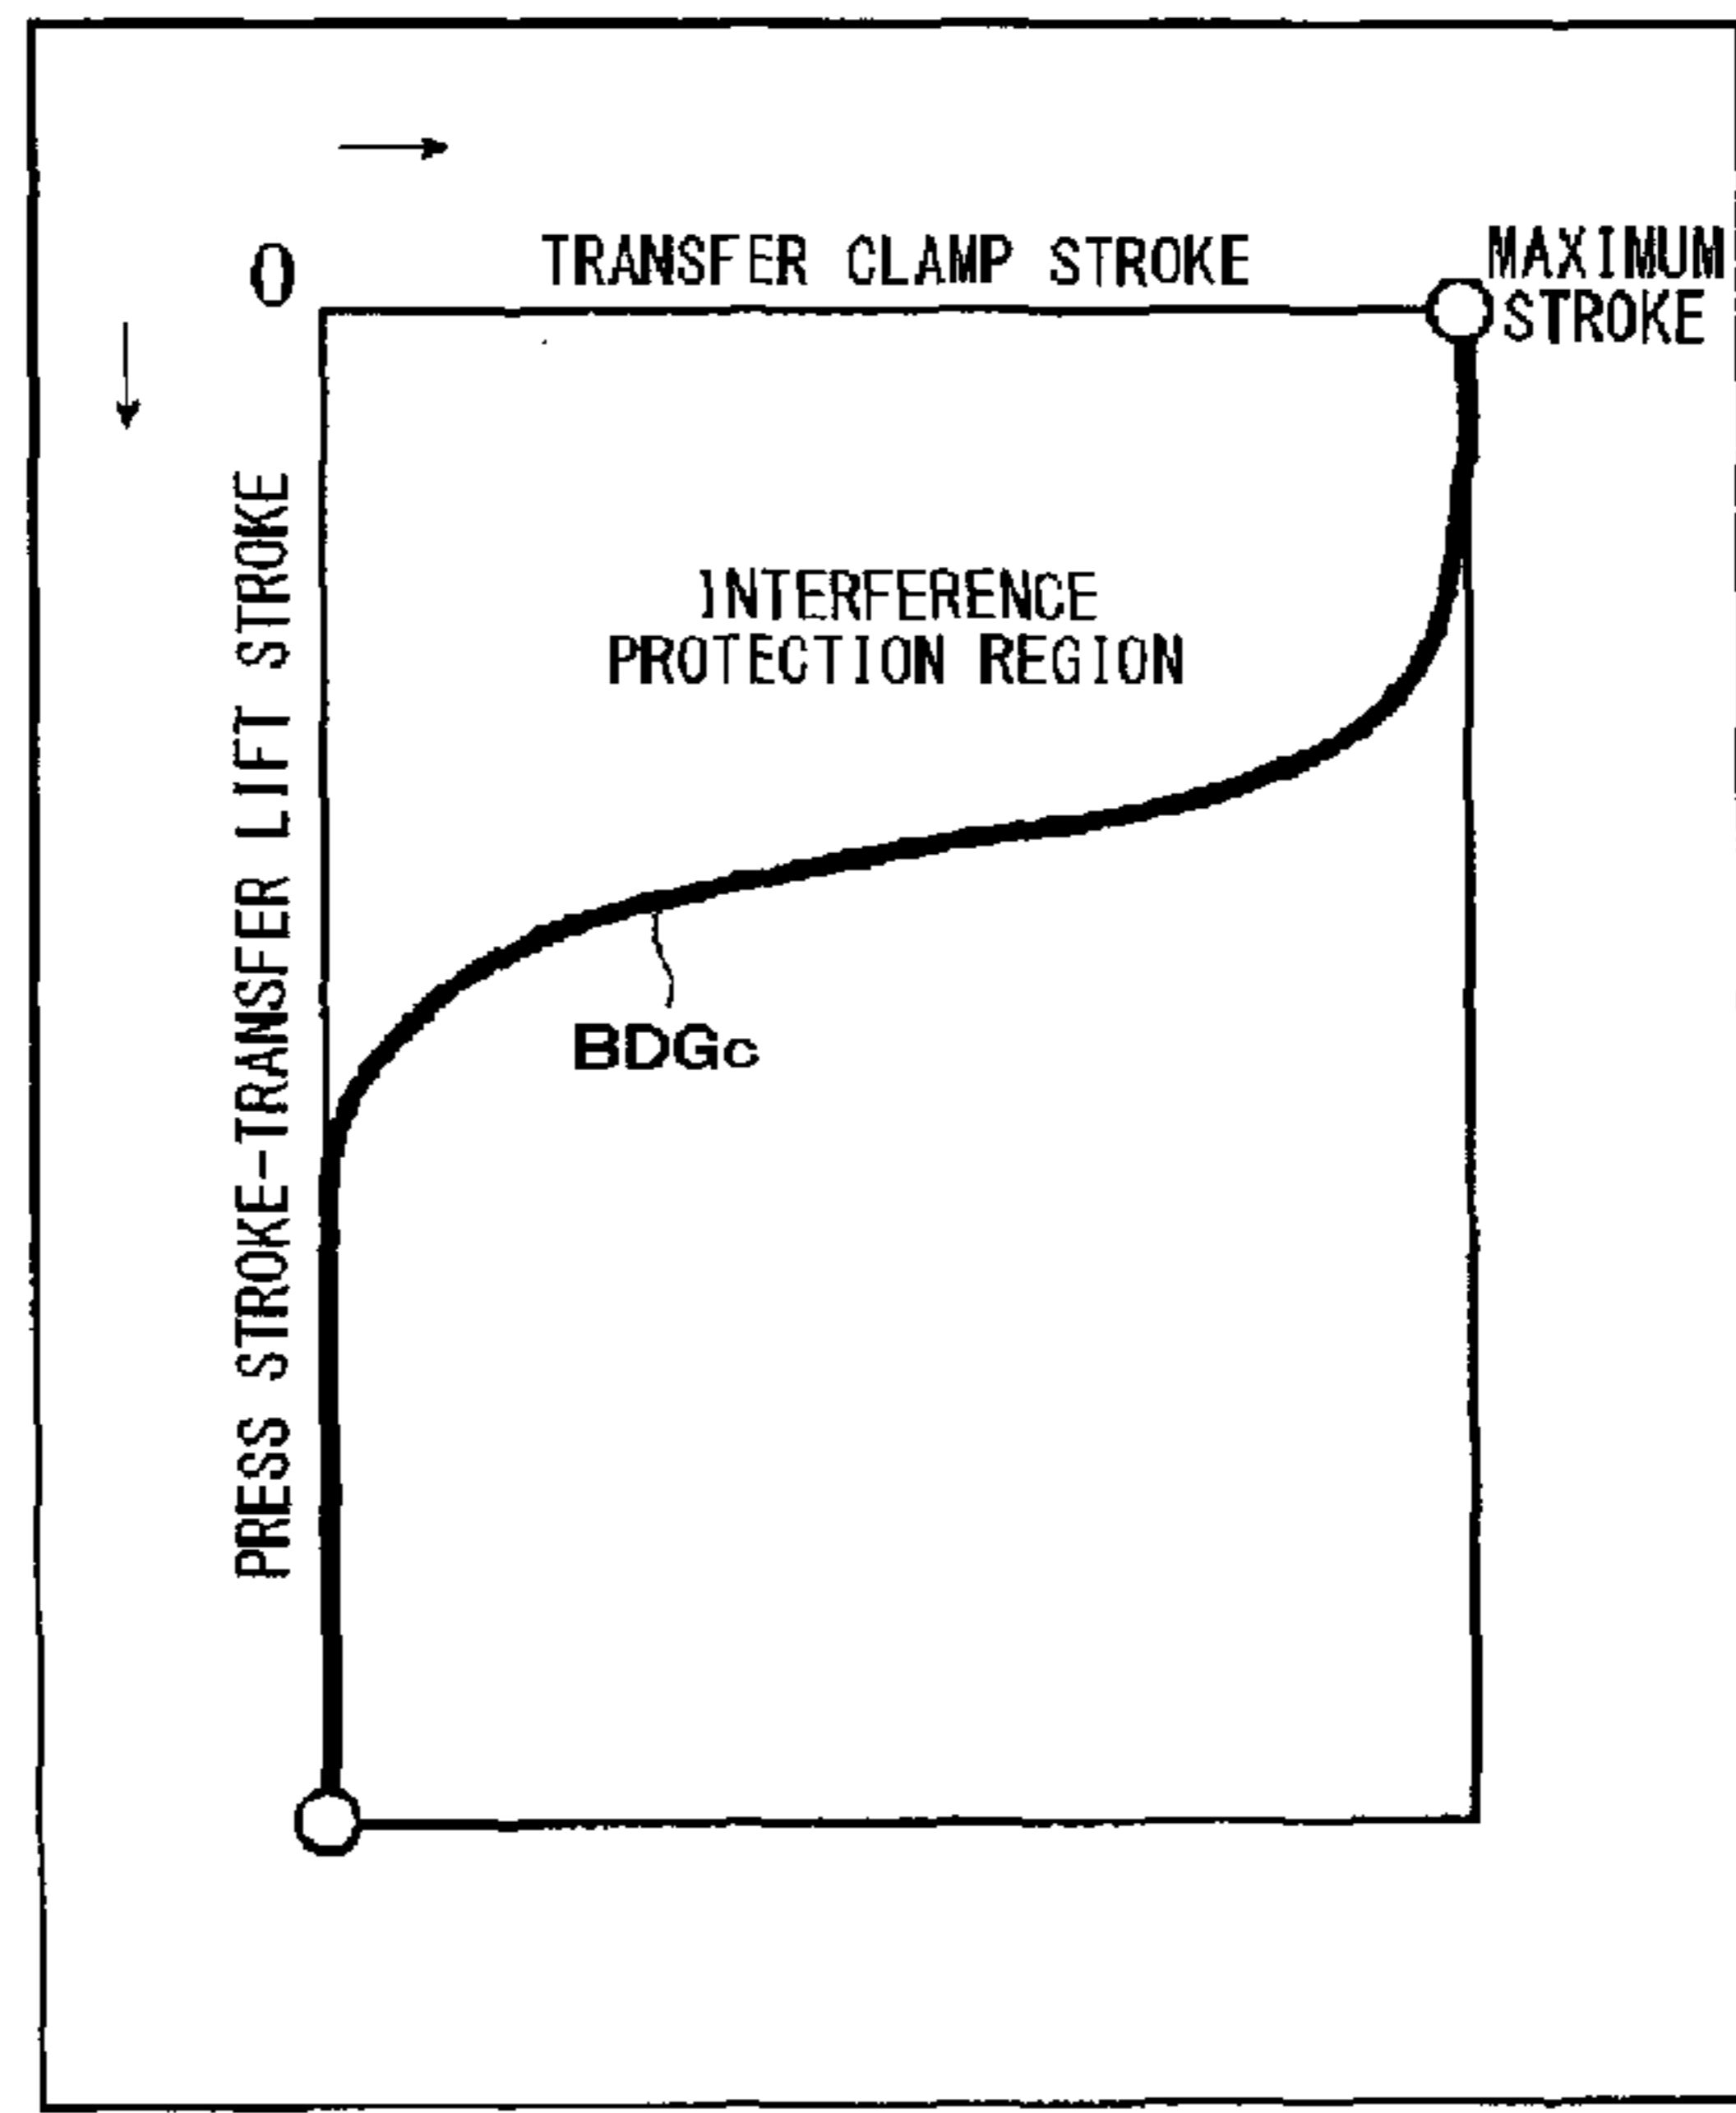 0
TRANSFER CLAMP STROKE
MAXIMUM
STROKE
PRESS STROKE-TRANSFER LIFT STROKE
INTERFERENCE
PROTECTION REGION
BDGc